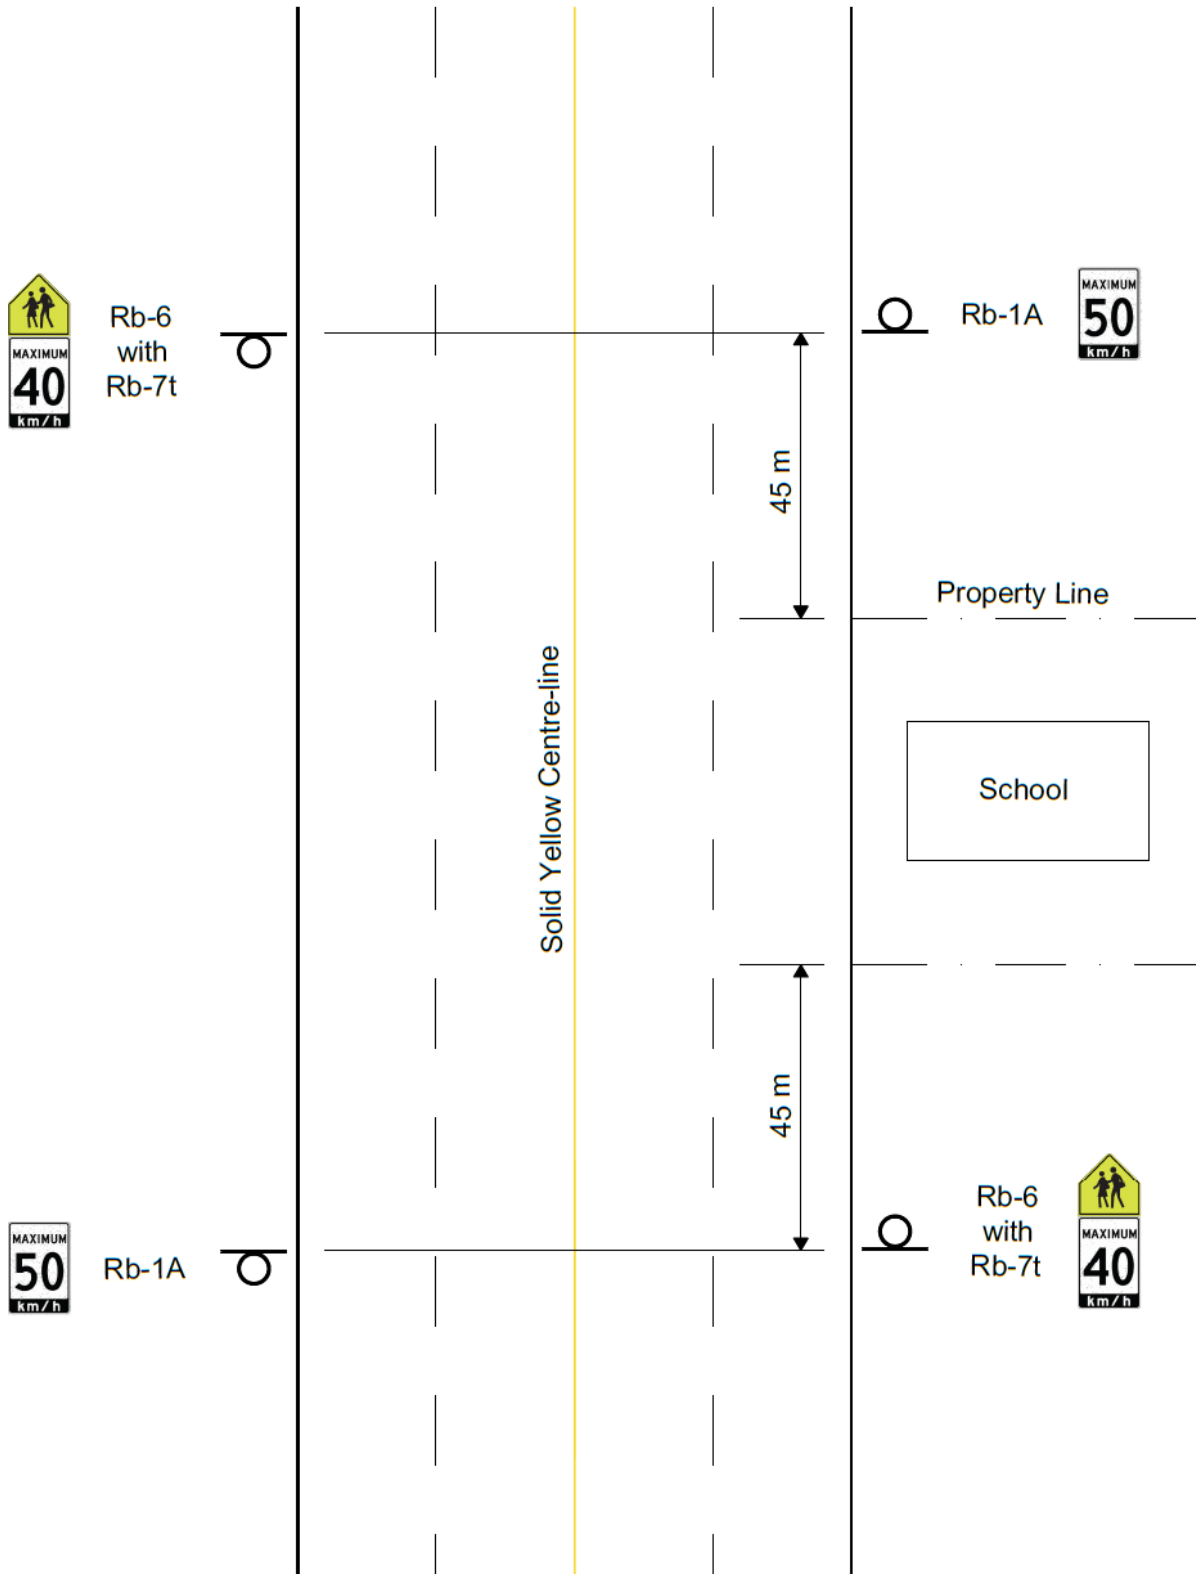 Rb-6
with
Rb-7t
MAXIMUM
40
km/h
Rb-1A
MAXIMUM
50
km/h
45 m
Property Line
Solid Yellow Centre-line
School
45 m
MAXIMUM
50
km/h
Rb-1A
Rb-6
with
Rb-7t
MAXIMUM
40
km/h